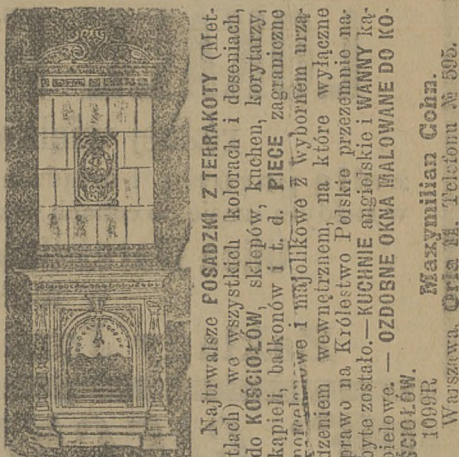 Najtrwalsze POSADZKI Z TERRAKOTY (Met-
tlach) we wszystkich kolorach i deseniach,
do KOŚCIOŁÓW, sklepów, kuchen, korytarzy,
kąpieli, balkonów i t. d. PIECE zagraniczne
porcelanowe i majolikowe z wybornem urzą-
dzeniem wewnętrznem, na które wyłączne
prawo na Królestwo Polskie przezemnie na-
byte zostało.—KUCHNIE angielskie i WANNY ką-
pielowe. — OZDOBNE OKNA MALOWANE DO KO-
ŚCIOŁÓW.
Maxymilian Cohn.
1099R Warszawa, Orla 11. Telefonu № 595.